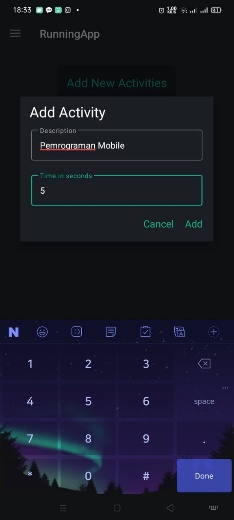 18:33
RunningApp
Add New Activities
Add Activity
Description
Pemrograman Mobile
Time in seconds
5
Cancel Add
1 2 3
4 5 6 space
7 8 9 .
* 0 # Done